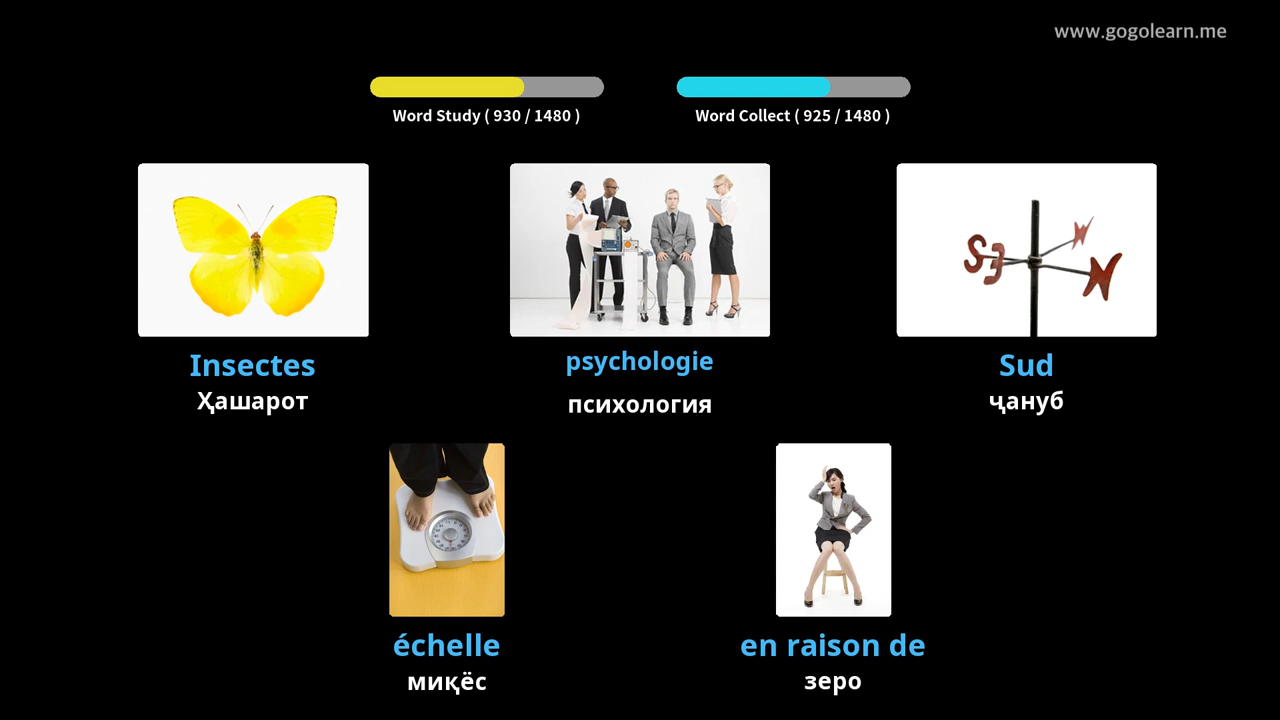 www.gogolearn.me
Word Study ( 930 / 1480 )
Word Collect ( 925 / 1480 )
S
E
N
W
Insectes
psychologie
Sud
Ҳашарот
психология
ҷануб
échelle
en raison de
миқёс
зеро